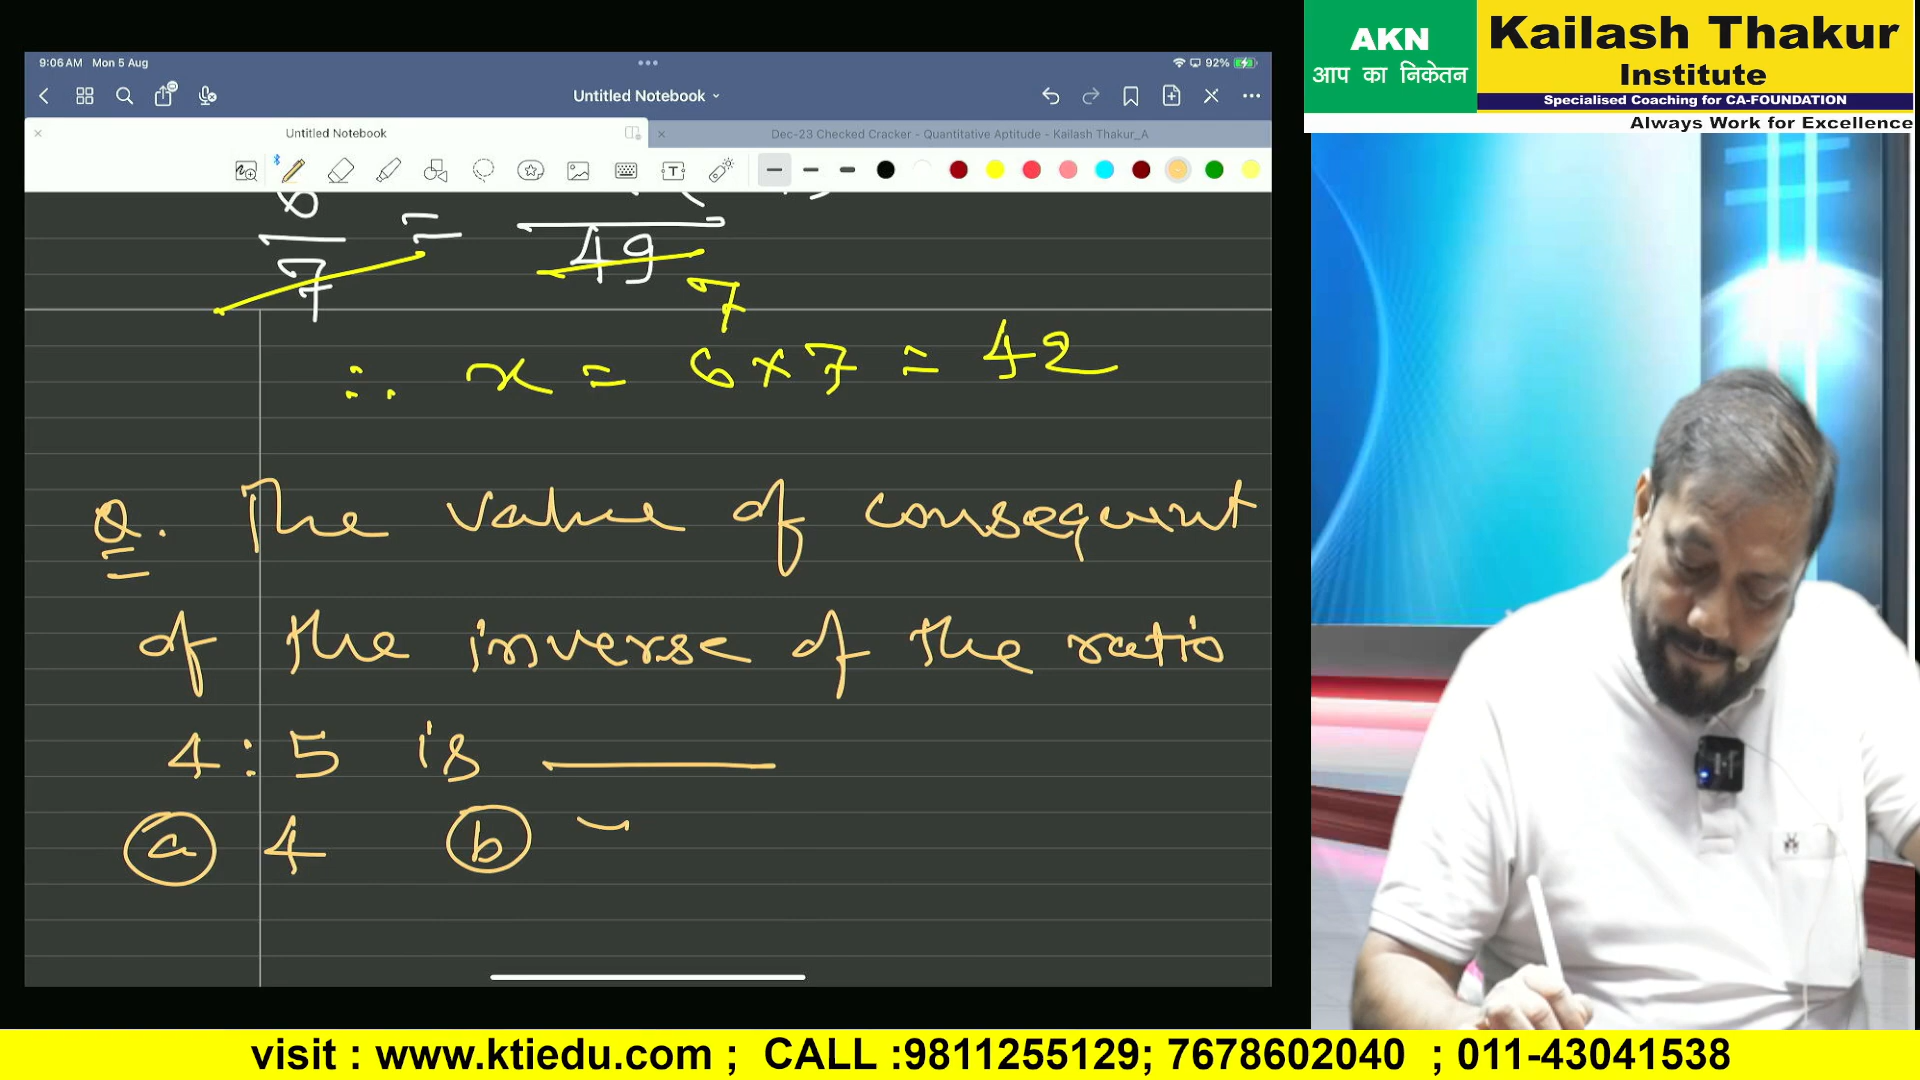 AKN
आप का निकेतन
Kailash Thakur
Institute
Specialised Coaching for CA-FOUNDATION
Always Work for Excellence
9:06 AM Mon 5 Aug
92%
Untitled Notebook
Untitled Notebook
Dec-23 Checked Cracker - Quantitative Aptitude - Kailash Thakur_A
=
7 49
7
∴ x = 6 × 7 = 42
Q. The value of consequent
of the inverse of the ratio
4 : 5 is
a 4 b
visit : www.ktiedu.com ; CALL :9811255129; 7678602040 ; 011-43041538